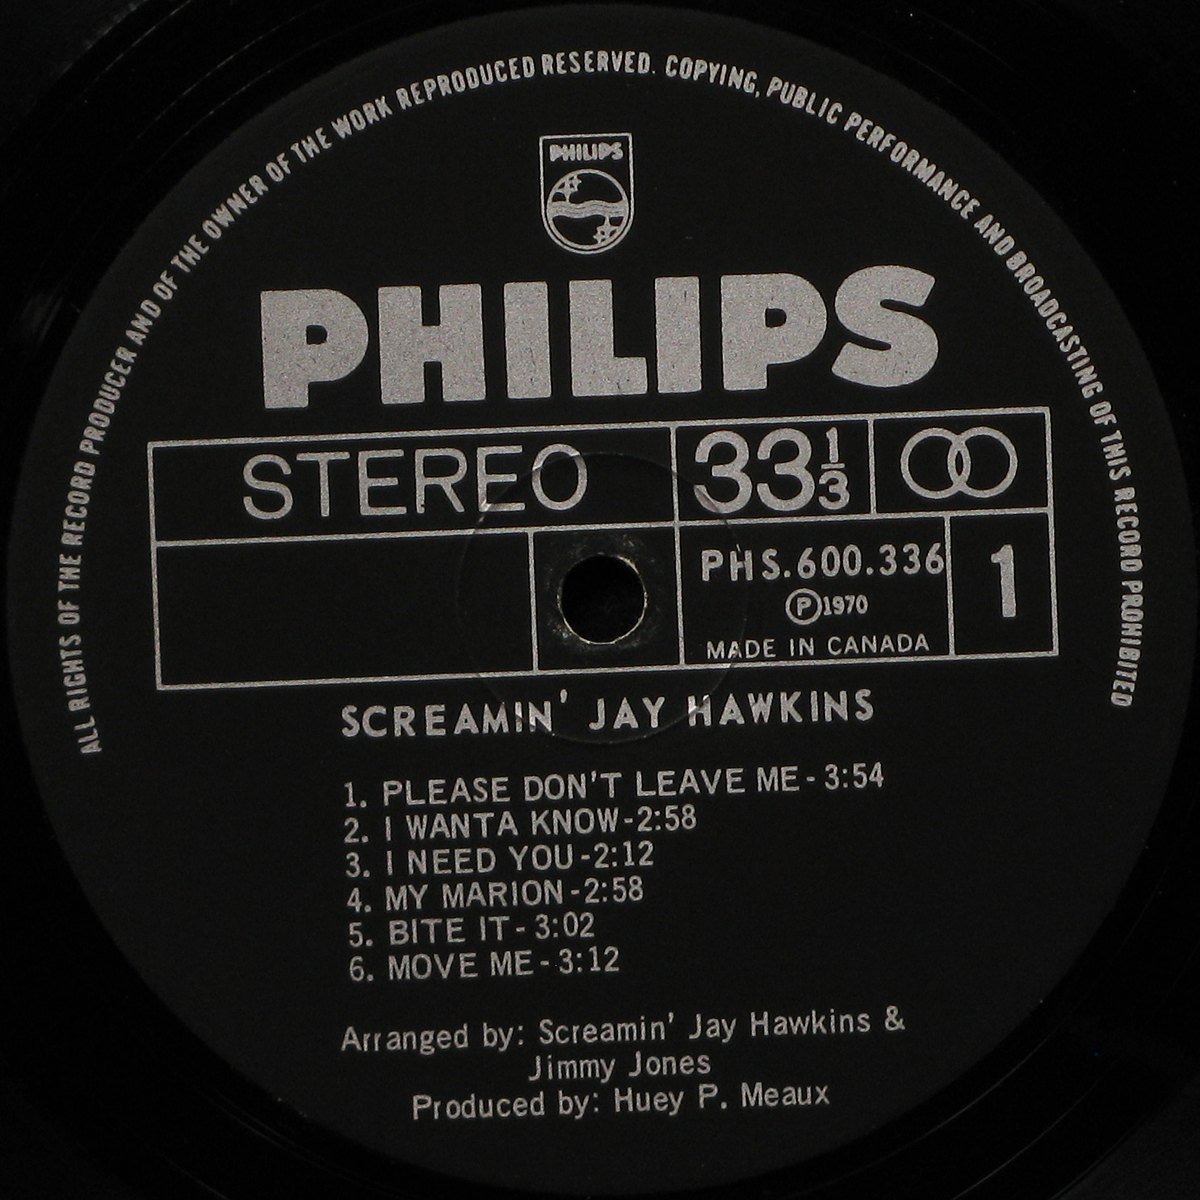 ALL RIGHTS OF THE RECORD PRODUCER AND OF THE OWNER OF THE WORK REPRODUCED RESERVED. COPYING, PUBLIC PERFORMANCE AND BROADCASTING OF THIS RECORD PROHIBITED
PHILIPS
PHILIPS
STEREO 33 1/3
PHS.600.336 1
Ⓟ1970
MADE IN CANADA
SCREAMIN' JAY HAWKINS
1. PLEASE DON'T LEAVE ME - 3:54
2. I WANTA KNOW - 2:58
3. I NEED YOU - 2:12
4. MY MARION - 2:58
5. BITE IT - 3:02
6. MOVE ME - 3:12
Arranged by: Screamin' Jay Hawkins &
Jimmy Jones
Produced by: Huey P. Meaux